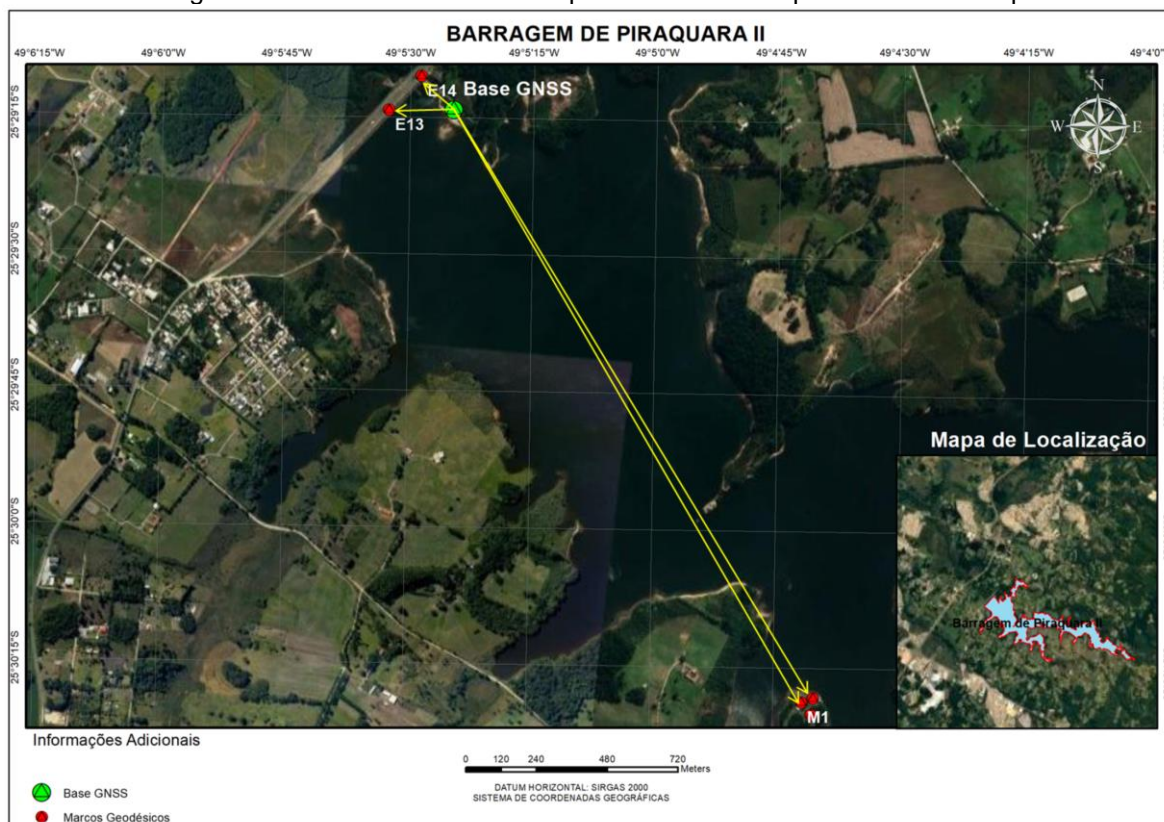 BARRAGEM DE PIRAQUARA II
49°6'15"W 49°6'0"W 49°5'45"W 49°5'30"W 49°5'15"W 49°5'0"W 49°4'45"W 49°4'30"W 49°4'15"W 49°4'0"
E14 Base GNSS
E13
N
W E
S
25°29'15"S
25°29'30"S
25°29'45"S
25°30'0"S
25°30'15"S
M1
Mapa de Localização
Barragem de Piraquara II
Informações Adicionais
Base GNSS
Marcos Geodésicos
0 120 240 480 720
Meters
DATUM HORIZONTAL: SIRGAS 2000
SISTEMA DE COORDENADAS GEOGRÁFICAS